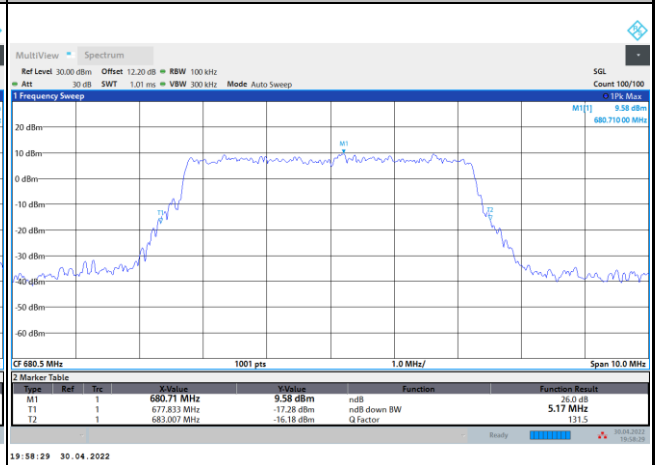 MultiView Spectrum
Ref Level 30.00 dBm Offset 12.20 dB RBW 100 kHz SGL
Att 30 dB SWT 1.01 ms VBW 300 kHz Mode Auto Sweep Count 100/100
1 Frequency Sweep 1Pk Max
M1[1] 9.58 dBm
680.710 00 MHz
20 dBm
M1
10 dBm
0 dBm
-10 dBm
T1
T2
-20 dBm
-30 dBm
-40 dBm
-50 dBm
-60 dBm
CF 680.5 MHz 1001 pts 1.0 MHz/ Span 10.0 MHz
2 Marker Table
Type Ref Trc X-Value Y-Value Function Function Result
M1 1 680.71 MHz 9.58 dBm ndB 26.0 dB
T1 1 677.833 MHz -17.28 dBm ndB down BW 5.17 MHz
T2 1 683.007 MHz -16.18 dBm Q Factor 131.5
Ready 30.04.2022
19:58:29
19:58:29 30.04.2022